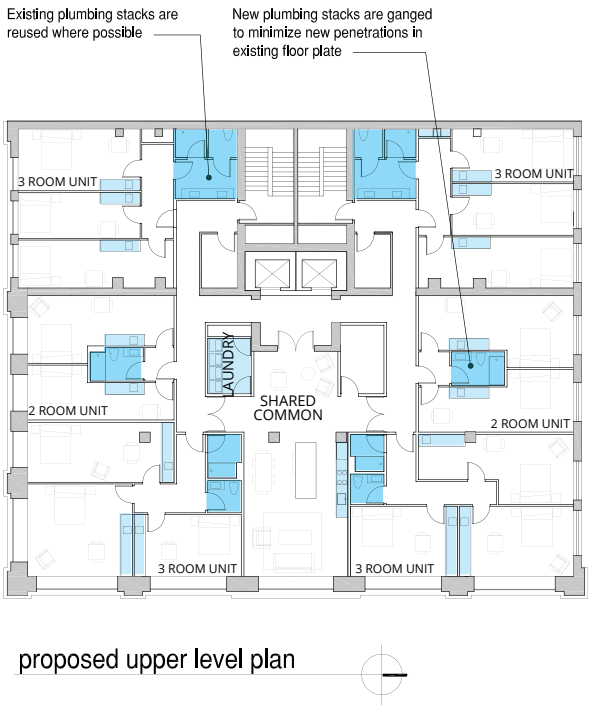 Existing plumbing stacks are
reused where possible
New plumbing stacks are ganged
to minimize new penetrations in
existing floor plate
3 ROOM UNIT
3 ROOM UNIT
LAUNDRY
SHARED
COMMON
2 ROOM UNIT
2 ROOM UNIT
3 ROOM UNIT
3 ROOM UNIT
proposed upper level plan